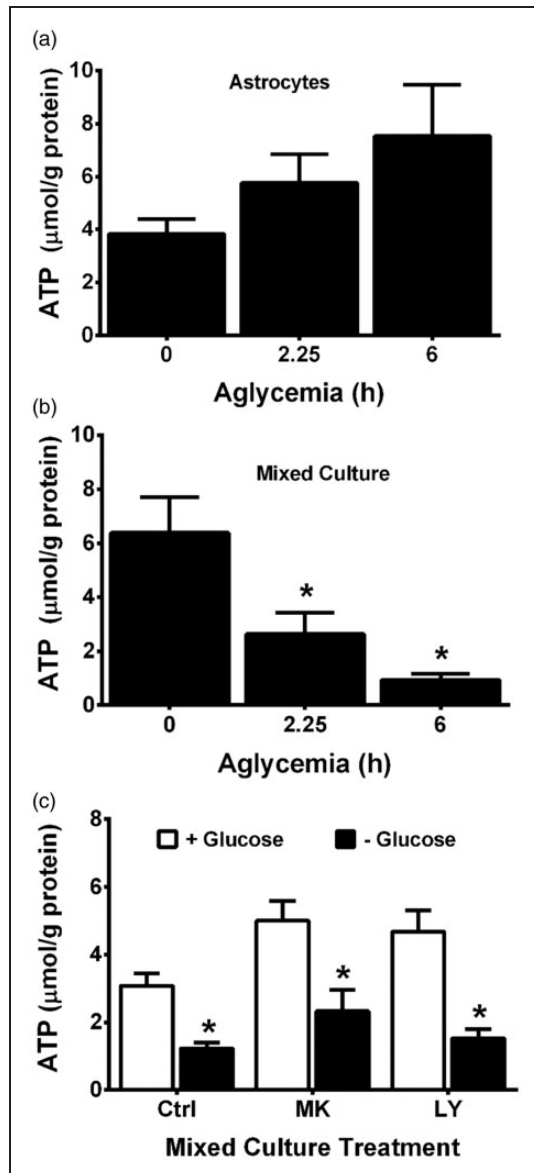 (a)
Astrocytes
ATP (μmol/g protein)
10
8
6
4
2
0
0 2.25 6
Aglycemia (h)
(b)
Mixed Culture
ATP (μmol/g protein)
10
8
6
4
2
0
* *
0 2.25 6
Aglycemia (h)
(c)
+ Glucose - Glucose
ATP (μmol/g protein)
8
6
4
2
0
* * *
Ctrl MK LY
Mixed Culture Treatment